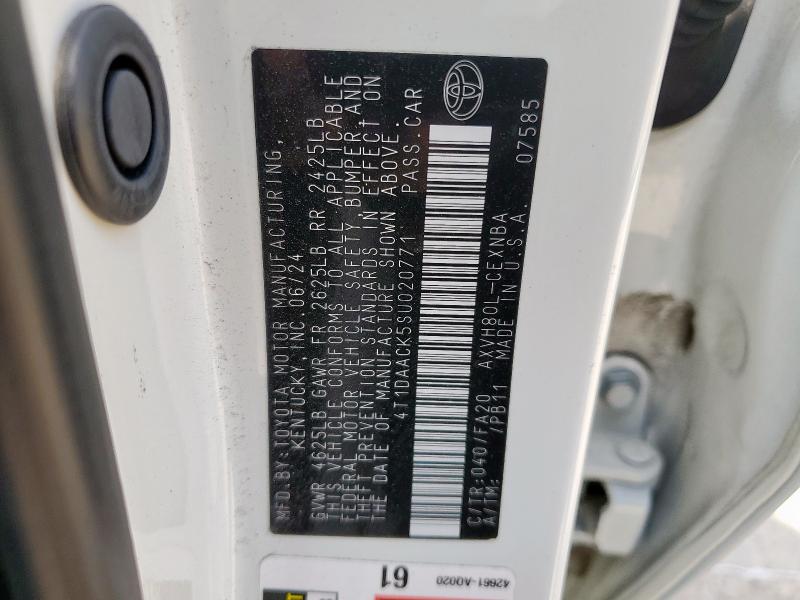 MFD.BY:TOYOTA MOTOR MANUFACTURING,
KENTUCKY, INC. 06/24
GVWR 4625LB GAWR FR 2625LB RR 2425LB
THIS VEHICLE CONFORMS TO ALL APPLICABLE
FEDERAL MOTOR VEHICLE SAFETY, BUMPER, AND
THEFT PREVENTION STANDARDS IN EFFECT ON
THE DATE OF MANUFACTURE SHOWN ABOVE.
4T1DAACK5SU020771 PASS.CAR
C/TR:040/FA20 AXVH80L-CEXNBA
A/TM: /PB11 MADE IN U.S.A. 07585
61
42661-A0020